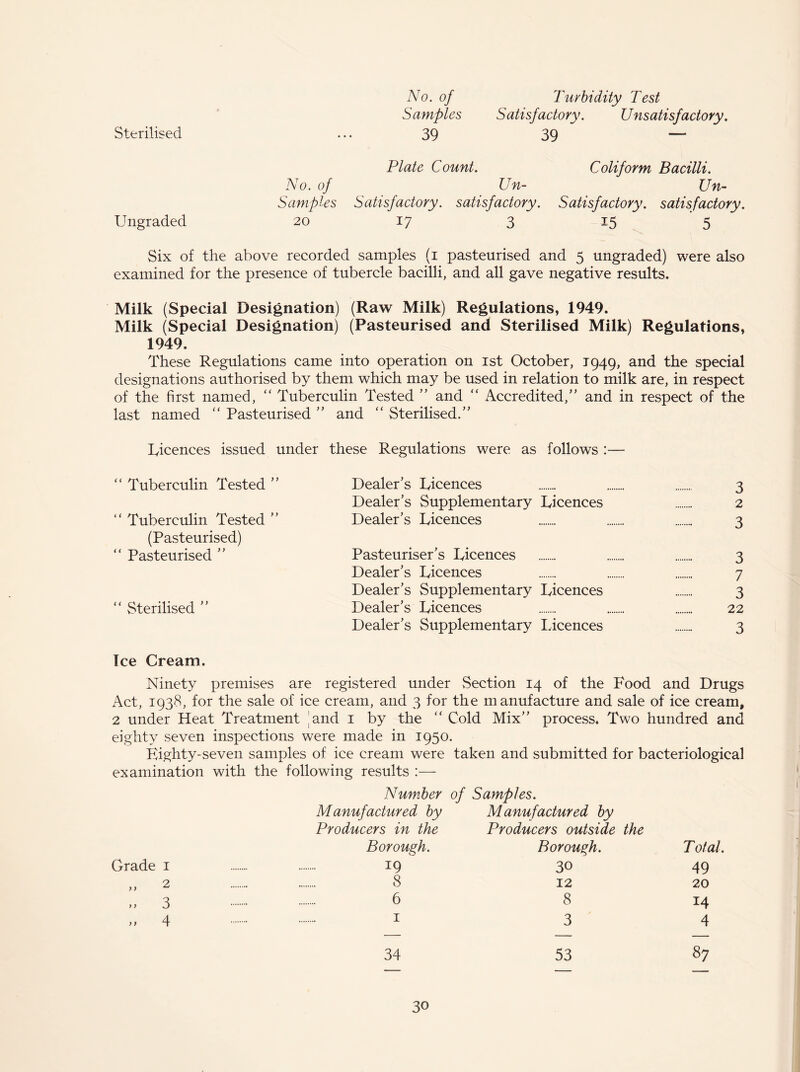 No. of Turbidity Test
Samples Satisfactory. Unsatisfactory.
Sterilised ... 39 39 —
Plate Count. Coliform Bacilli.
No. of Un- Un-
Samples Satisfactory. satisfactory. Satisfactory. satisfactory.
Ungraded 20 17 3 15 5
Six of the above recorded samples (1 pasteurised and 5 ungraded) were also
examined for the presence of tubercle bacilli, and all gave negative results.
Milk (Special Designation) (Raw Milk) Regulations, 1949.
Milk (Special Designation) (Pasteurised and Sterilised Milk) Regulations,
1949.
These Regulations came into operation on 1st October, 1949, and the special
designations authorised by them which may be used in relation to milk are, in respect
of the first named, “ Tuberculin Tested ” and “ Accredited,” and in respect of the
last named “ Pasteurised ” and “ Sterilised.”
Licences issued under these Regulations were as follows :—
“ Tuberculin Tested ” Dealer’s Licences ........ ........ ........ 3
Dealer’s Supplementary Licences ........ 2
“ Tuberculin Tested ” Dealer’s Licences ........ ........ ........ 3
(Pasteurised)
“ Pasteurised ” Pasteuriser’s Licences ........ ........ ........ 3
Dealer’s Licences ........ ........ ........ 7
Dealer’s Supplementary Licences ........ 3
“ Sterilised ” Dealer’s Licences ........ ........ ........ 22
Dealer’s Supplementary Licences ........ 3
Ice Cream.
Ninety premises are registered under Section 14 of the Food and Drugs
Act, 1938, for the sale of ice cream, and 3 for the manufacture and sale of ice cream,
2 under Heat Treatment and 1 by the “ Cold Mix” process. Two hundred and
eighty seven inspections were made in 1950.
Eighty-seven samples of ice cream were taken and submitted for bacteriological
examination with the following results :—
Number of Samples.
Manufactured by Manufactured by
Producers in the Producers outside the
Borough. Borough. Total.
Grade 1 ........ ........ 19 30 49
,, 2 ........ ........ 8 12 20
,, 3 ........ ........ 6 8 14
,, 4 ........ ........ 1 3 4
34 53 87
30